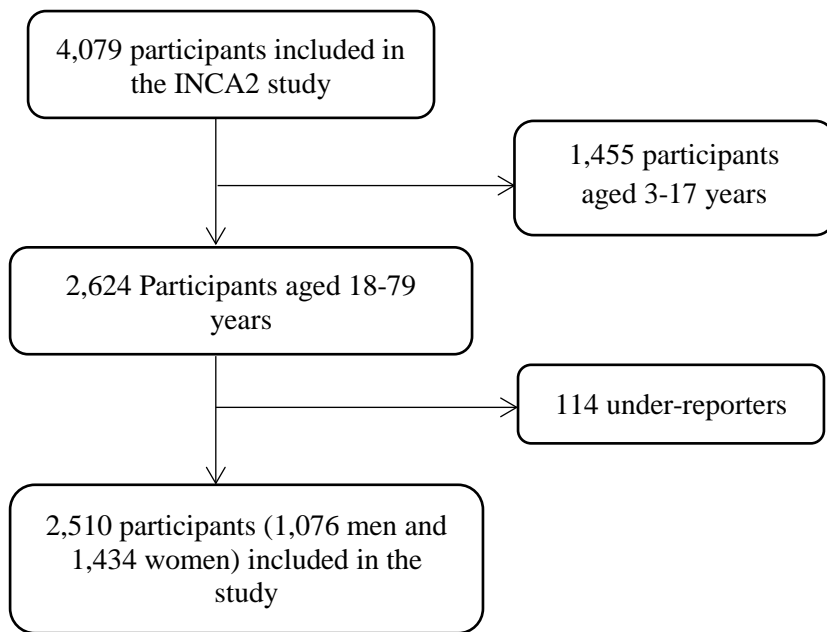 4,079 participants included in
the INCA2 study
1,455 participants
aged 3-17 years
2,624 Participants aged 18-79
years
114 under-reporters
2,510 participants (1,076 men and
1,434 women) included in the
study